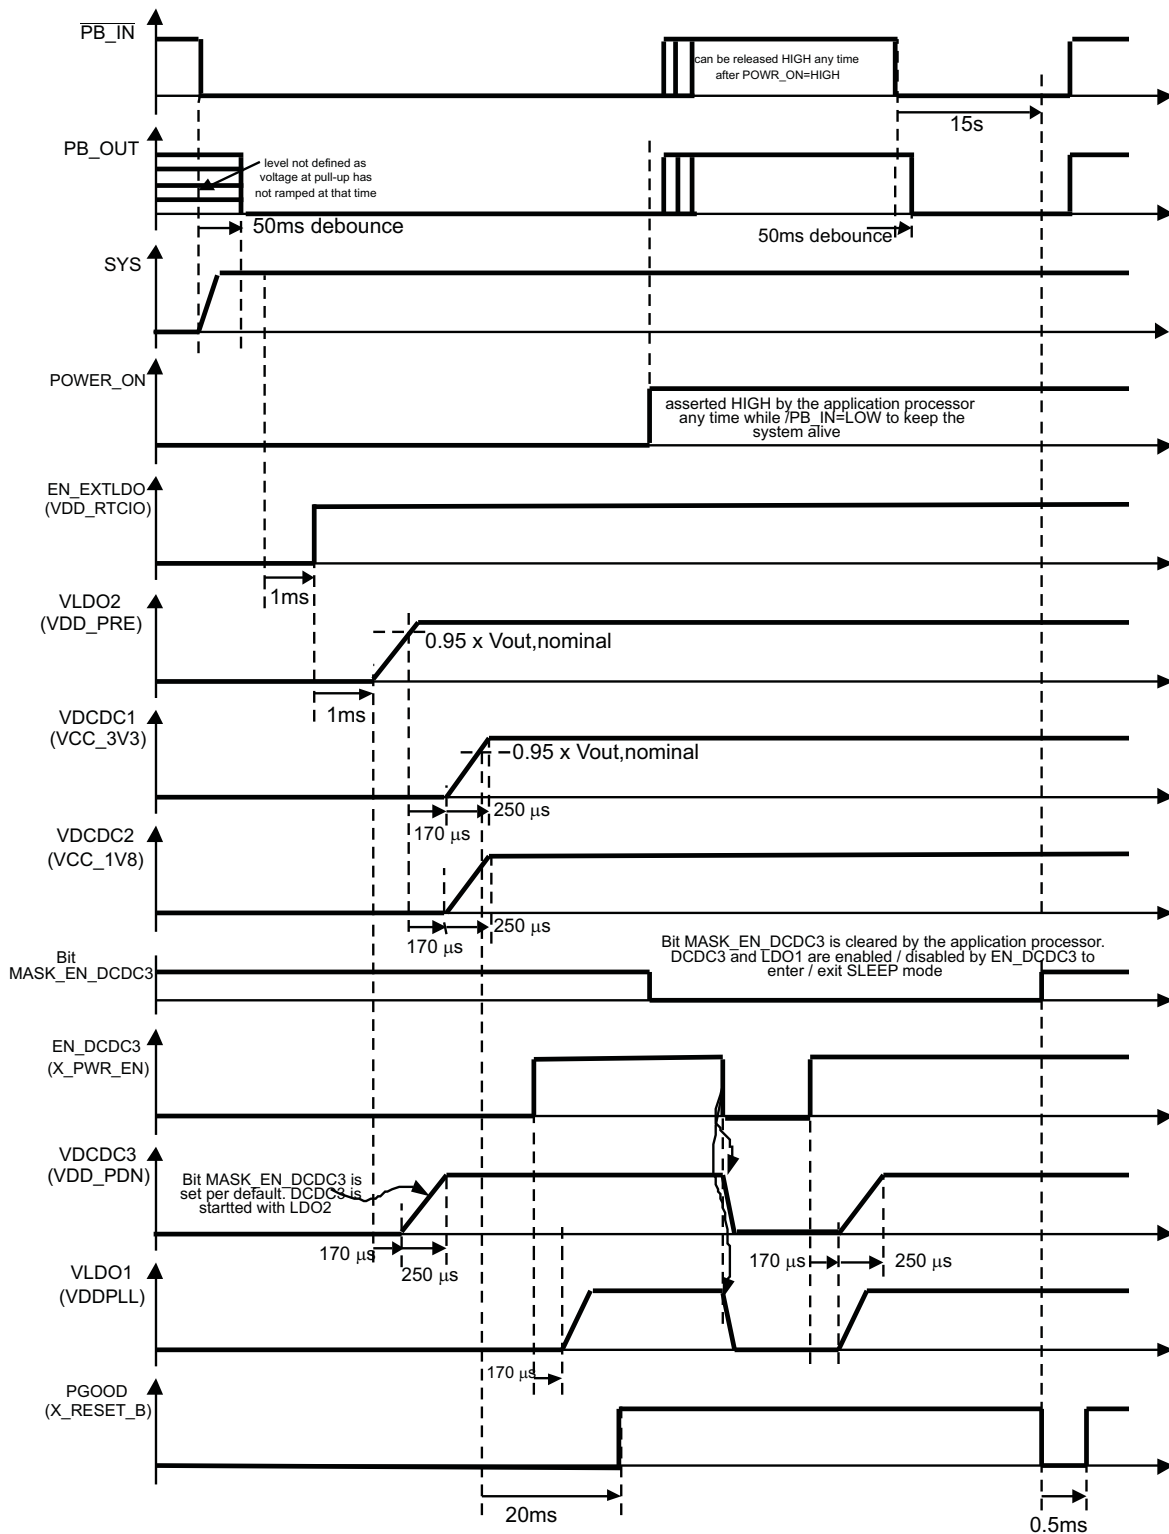 PB_IN
can be released HIGH any time
after POWR_ON=HIGH
15s
PB_OUT
level not defined as
voltage at pull-up has
not ramped at that time
50ms debounce
50ms debounce
SYS
POWER_ON
asserted HIGH by the application processor
any time while /PB_IN=LOW to keep the
system alive
EN_EXTLDO
(VDD_RTCIO)
1ms
VLDO2
(VDD_PRE)
0.95 x Vout,nominal
1ms
VDCDC1
(VCC_3V3)
0.95 x Vout,nominal
250 µs
170 µs
VDCDC2
(VCC_1V8)
250 µs
170 µs
Bit
MASK_EN_DCDC3
Bit MASK_EN_DCDC3 is cleared by the application processor.
DCDC3 and LDO1 are enabled / disabled by EN_DCDC3 to
enter / exit SLEEP mode
EN_DCDC3
(X_PWR_EN)
VDCDC3
(VDD_PDN)
Bit MASK_EN_DCDC3 is
set per default. DCDC3 is
startted with LDO2
170 µs
250 µs
170 µs
250 µs
VLDO1
(VDDPLL)
170 µs
PGOOD
(X_RESET_B)
20ms
0.5ms